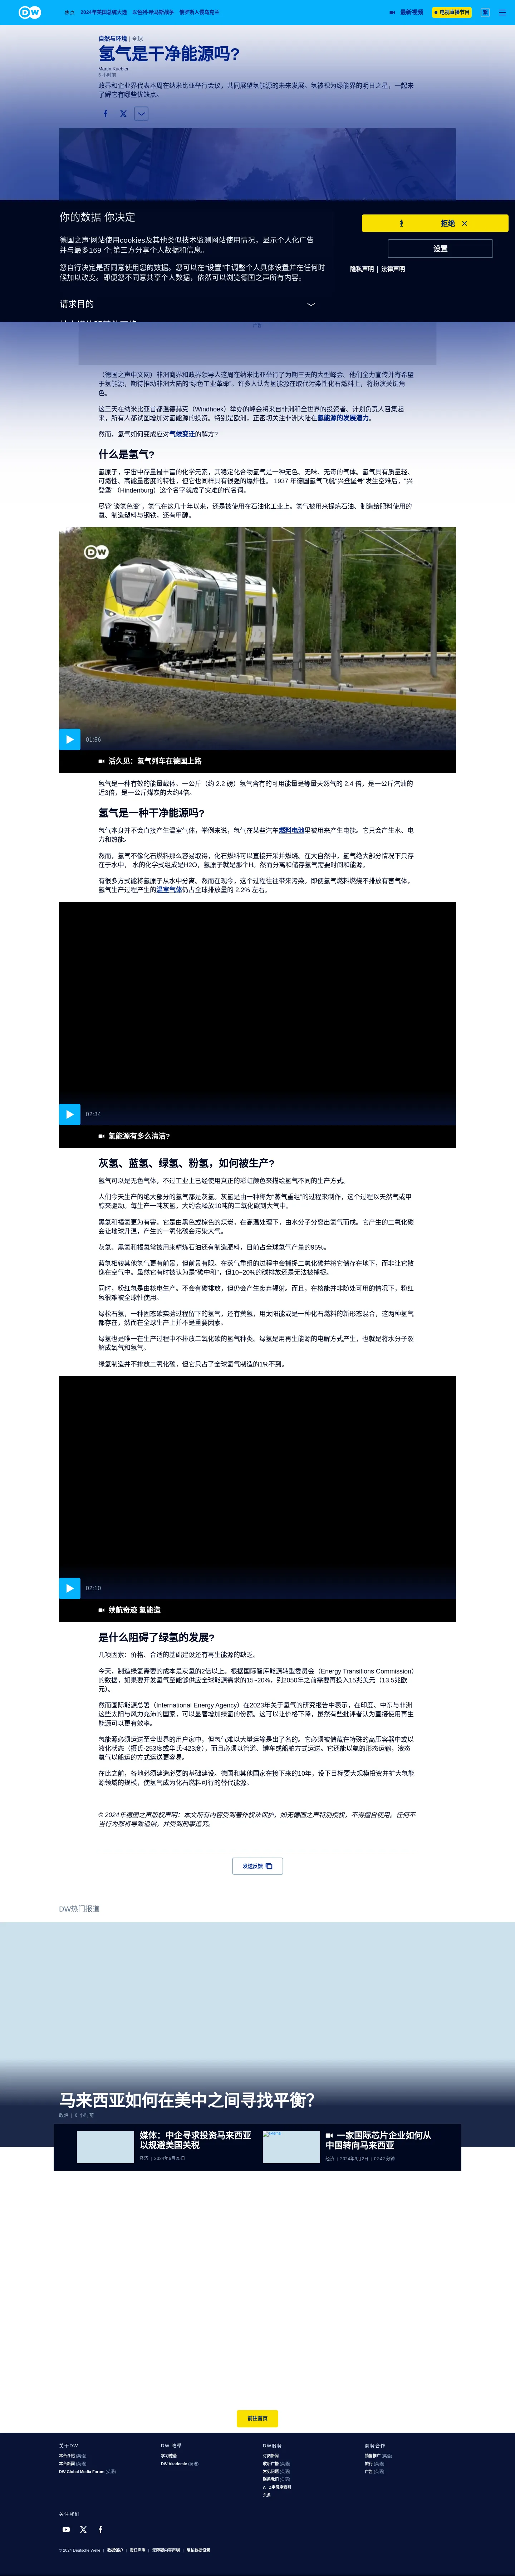 DW
焦点
2024年美国总统大选
以色列-哈马斯战争
俄罗斯入侵乌克兰
最新视频
电视直播节目
繁
自然与环境 | 全球
氢气是干净能源吗?
Martin Kuebler
6 小时前
政界和企业界代表本周在纳米比亚举行会议，共同展望氢能源的未来发展。氢被视为绿能界的明日之星，一起来
了解它有哪些优缺点。
你的数据 你决定
德国之声'网站使用cookies及其他类似技术监测网站使用情况，显示个人化广告
并与最多169 个;第三方分享个人数据和信息。
您自行决定是否同意使用您的数据。您可以在“设置”中调整个人具体设置并在任何时
候加以改变。即便您不同意共享个人数据，依然可以浏览德国之声所有内容。
请求目的
拒绝
设置
隐私声明 | 法律声明
广告
（德国之声中文网）非洲商界和政界领导人这周在纳米比亚举行了为期三天的大型峰会。他们全力宣传并寄希望
于氢能源，期待推动非洲大陆的“绿色工业革命”。许多人认为氢能源在取代污染性化石燃料上，将扮演关键角
色。
这三天在纳米比亚首都温德赫克（Windhoek）举办的峰会将来自非洲和全世界的投资者、计划负责人召集起
来，所有人都试图增加对氢能源的投资。特别是欧洲，正密切关注非洲大陆在氢能源的发展潜力。
然而，氢气如何变成应对气候变迁的解方?
什么是氢气?
氢原子，宇宙中存量最丰富的化学元素，其稳定化合物氢气是一种无色、无味、无毒的气体。氢气具有质量轻、
可燃性、高能量密度的特性，但它也同样具有很强的爆炸性。 1937 年德国氢气飞艇“兴登堡号”发生空难后，“兴
登堡”（Hindenburg）这个名字就成了灾难的代名词。
尽管“谈氢色变”，氢气在这几十年以来，还是被使用在石油化工业上。氢气被用来提炼石油、制造给肥料使用的
氨、制造塑料与钢铁，还有甲醇。
DW
01:56
活久见：氢气列车在德国上路
氢气是一种有效的能量载体。一公斤（约 2.2 磅）氢气含有的可用能量是等量天然气的 2.4 倍，是一公斤汽油的
近3倍，是一公斤煤炭的大约4倍。
氢气是一种干净能源吗?
氢气本身并不会直接产生温室气体，举例来说，氢气在某些汽车燃料电池里被用来产生电能。它只会产生水、电
力和热能。
然而，氢气不像化石燃料那么容易取得，化石燃料可以直接开采并燃烧。在大自然中，氢气绝大部分情况下只存
在于水中， 水的化学式组成是H2O，氢原子就是那个H。然而分离和储存氢气需要时间和能源。
有很多方式能将氢原子从水中分离。然而在现今，这个过程往往带来污染。即使氢气燃料燃烧不排放有害气体，
氢气生产过程产生的温室气体仍占全球排放量的 2.2% 左右。
02:34
氢能源有多么清洁?
灰氢、蓝氢、绿氢、粉氢，如何被生产?
氢气可以是无色气体，不过工业上已经使用真正的彩虹颜色来描绘氢气不同的生产方式。
人们今天生产的绝大部分的氢气都是灰氢。灰氢是由一种称为“蒸气重组”的过程来制作，这个过程以天然气或甲
醇来驱动。每生产一吨灰氢，大约会释放10吨的二氧化碳到大气中。
黑氢和褐氢更为有害。它是由黑色或棕色的煤炭，在高温处理下，由水分子分离出氢气而成。它产生的二氧化碳
会让地球升温，产生的一氧化碳会污染大气。
灰氢、黑氢和褐氢常被用来精炼石油还有制造肥料，目前占全球氢气产量的95%。
蓝氢相较其他氢气更有前景，但前景有限。在蒸气重组的过程中会捕捉二氧化碳并将它储存在地下，而非让它散
逸在空气中。虽然它有时被认为是“碳中和”，但10−20%的碳排放还是无法被捕捉。
同时，粉红氢是由核电生产。不会有碳排放，但仍会产生废弃辐射。而且，在核能并非随处可用的情况下，粉红
氢很难被全球性使用。
绿松石氢，一种固态碳实验过程留下的氢气，还有黄氢，用太阳能或是一种化石燃料的新形态混合，这两种氢气
都存在，然而在全球生产上并不是重要因素。
绿氢也是唯一在生产过程中不排放二氧化碳的氢气种类。绿氢是用再生能源的电解方式产生，也就是将水分子裂
解成氧气和氢气。
绿氢制造并不排放二氧化碳，但它只占了全球氢气制造的1%不到。
02:10
续航奇迹 氢能造
是什么阻碍了绿氢的发展?
几项因素：价格、合适的基础建设还有再生能源的缺乏。
今天，制造绿氢需要的成本是灰氢的2倍以上。根据国际智库能源转型委员会（Energy Transitions Commission）
的数据，如果要开发氢气至能够供应全球能源需求的15−20%，到2050年之前需要再投入15兆美元（13.5兆欧
元）。
然而国际能源总署（International Energy Agency）在2023年关于氢气的研究报告中表示，在印度、中东与非洲
这些太阳与风力充沛的国家，可以显著增加绿氢的份额。这可以让价格下降，虽然有些批评者认为直接使用再生
能源可以更有效率。
氢能源必须运送至全世界的用户家中，但氢气难以大量运输是出了名的。它必须被储藏在特殊的高压容器中或以
液化状态（摄氏-253度或华氏-423度），而且必须以管道、罐车或船舶方式运送。它还能以氨的形态运输，液态
氨气以船运的方式运送更容易。
在此之前，各地必须建造必要的基础建设。德国和其他国家在接下来的10年，设下目标要大规模投资并扩大氢能
源领域的规模，使氢气成为化石燃料可行的替代能源。
© 2024年德国之声版权声明：本文所有内容受到著作权法保护，如无德国之声特别授权，不得擅自使用。任何不
当行为都将导致追偿，并受到刑事追究。
发送反馈
DW热门报道
马来西亚如何在美中之间寻找平衡？
政治 | 6 小时前
媒体：中企寻求投资马来西亚
以规避美国关税
经济 | 2024年8月25日
一家国际芯片企业如何从
中国转向马来西亚
经济 | 2024年9月2日 | 02:42 分钟
前往首页
关于DW
本台介绍 (英语)
本台新闻 (英语)
DW Global Media Forum (英语)
DW 教学
学习德语
DW Akademie (英语)
DW服务
订阅新闻
收听广播 (英语)
常见问题 (英语)
联系我们 (英语)
A - Z字母序索引
头条
商务合作
销售推广 (英语)
旅行 (英语)
广告 (英语)
关注我们
© 2024 Deutsche Welle | 数据保护 | 责任声明 | 无障碍内容声明 | 隐私数据设置